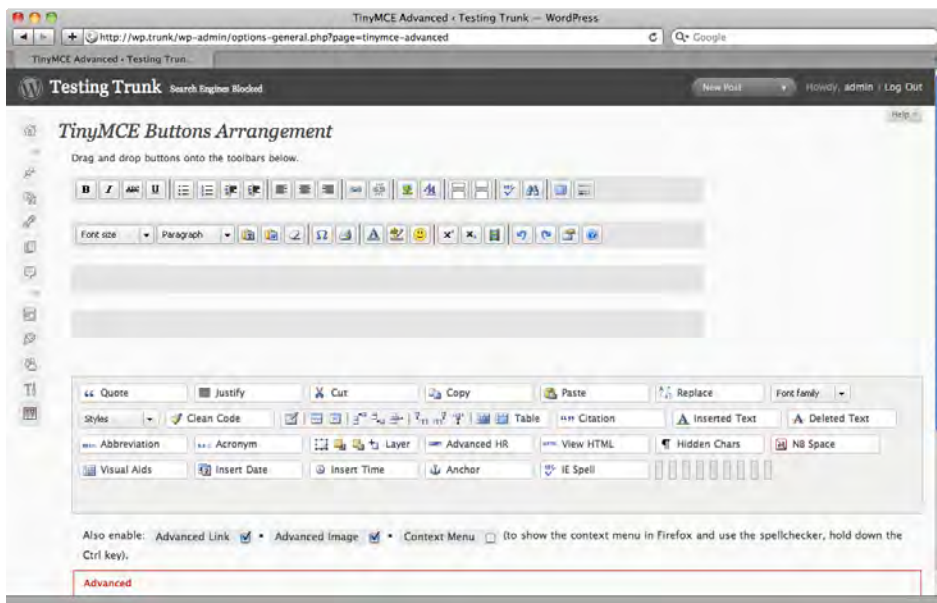 TinyMCE Advanced ‹ Testing Trunk — WordPress
http://wp.trunk/wp-admin/options-general.php?page=tinymce-advanced
Google
TinyMCE Advanced ‹ Testing Trun...
Testing Trunk Search Engines Blocked New Post Howdy, admin | Log Out
Help
TinyMCE Buttons Arrangement
Drag and drop buttons onto the toolbars below.
B I ABC U
Font size Paragraph
Quote Justify Cut Copy Paste Replace Font family
Styles Clean Code Table Citation Inserted Text Deleted Text
Abbreviation Acronym Layer Advanced HR View HTML Hidden Chars NB Space
Visual Aids Insert Date Insert Time Anchor IE Spell
Also enable: Advanced Link • Advanced Image • Context Menu (to show the context menu in Firefox and use the spellchecker, hold down the
Ctrl key).
Advanced